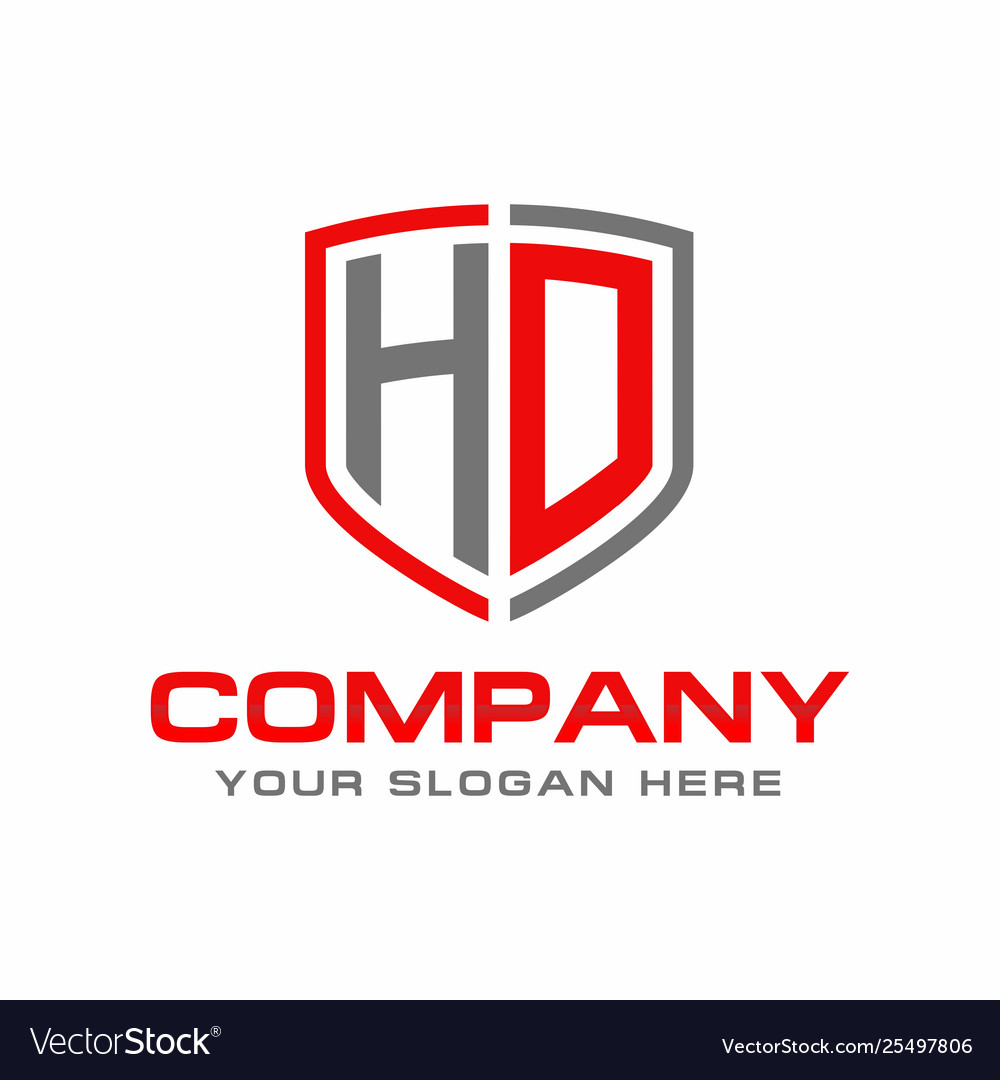 HD
COMPANY
YOUR SLOGAN HERE
VectorStock®
VectorStock.com/25497806